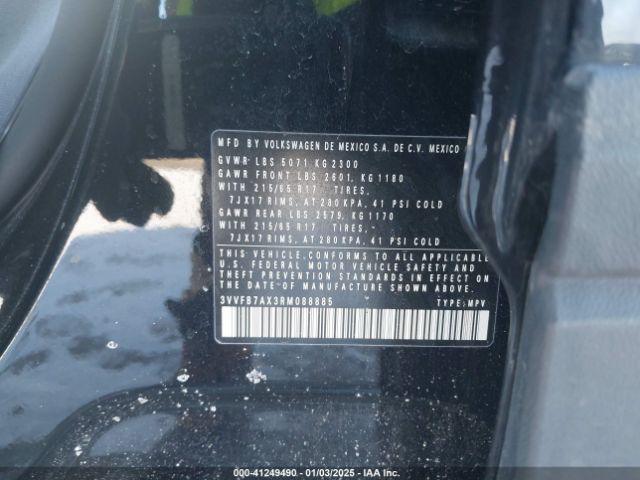 MFD BY VOLKSWAGEN DE MEXICO S.A. DE C.V. MEXICO
GVWR LBS 5071 KG 2300
GAWR FRONT LBS 2601, KG 1180
WITH 215/65 R17 TIRES.
7JX17 RIMS, AT 280 KPA, 41 PSI COLD
GAWR REAR LBS 2579, KG 1170
WITH 215/65 R17 TIRES.
7JX17 RIMS, AT 280 KPA, 41 PSI COLD
THIS VEHICLE CONFORMS TO ALL APPLICABLE
U.S. FEDERAL MOTOR VEHICLE SAFETY AND
THEFT PREVENTION STANDARDS IN EFFECT ON
THE DATE OF MANUFACTURE SHOWN ABOVE.
3VVFB7AX3RM088885 TYPE: MPV
VVV - 41249490. - 01/03/2025 - IAA Inc.